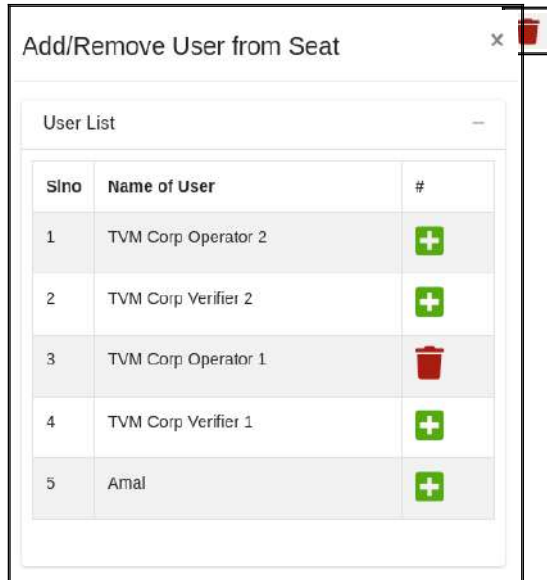 Add/Remove User from Seat ×
User List −
Slno Name of User #
1 TVM Corp Operator 2
2 TVM Corp Verifier 2
3 TVM Corp Operator 1
4 TVM Corp Verifier 1
5 Amal